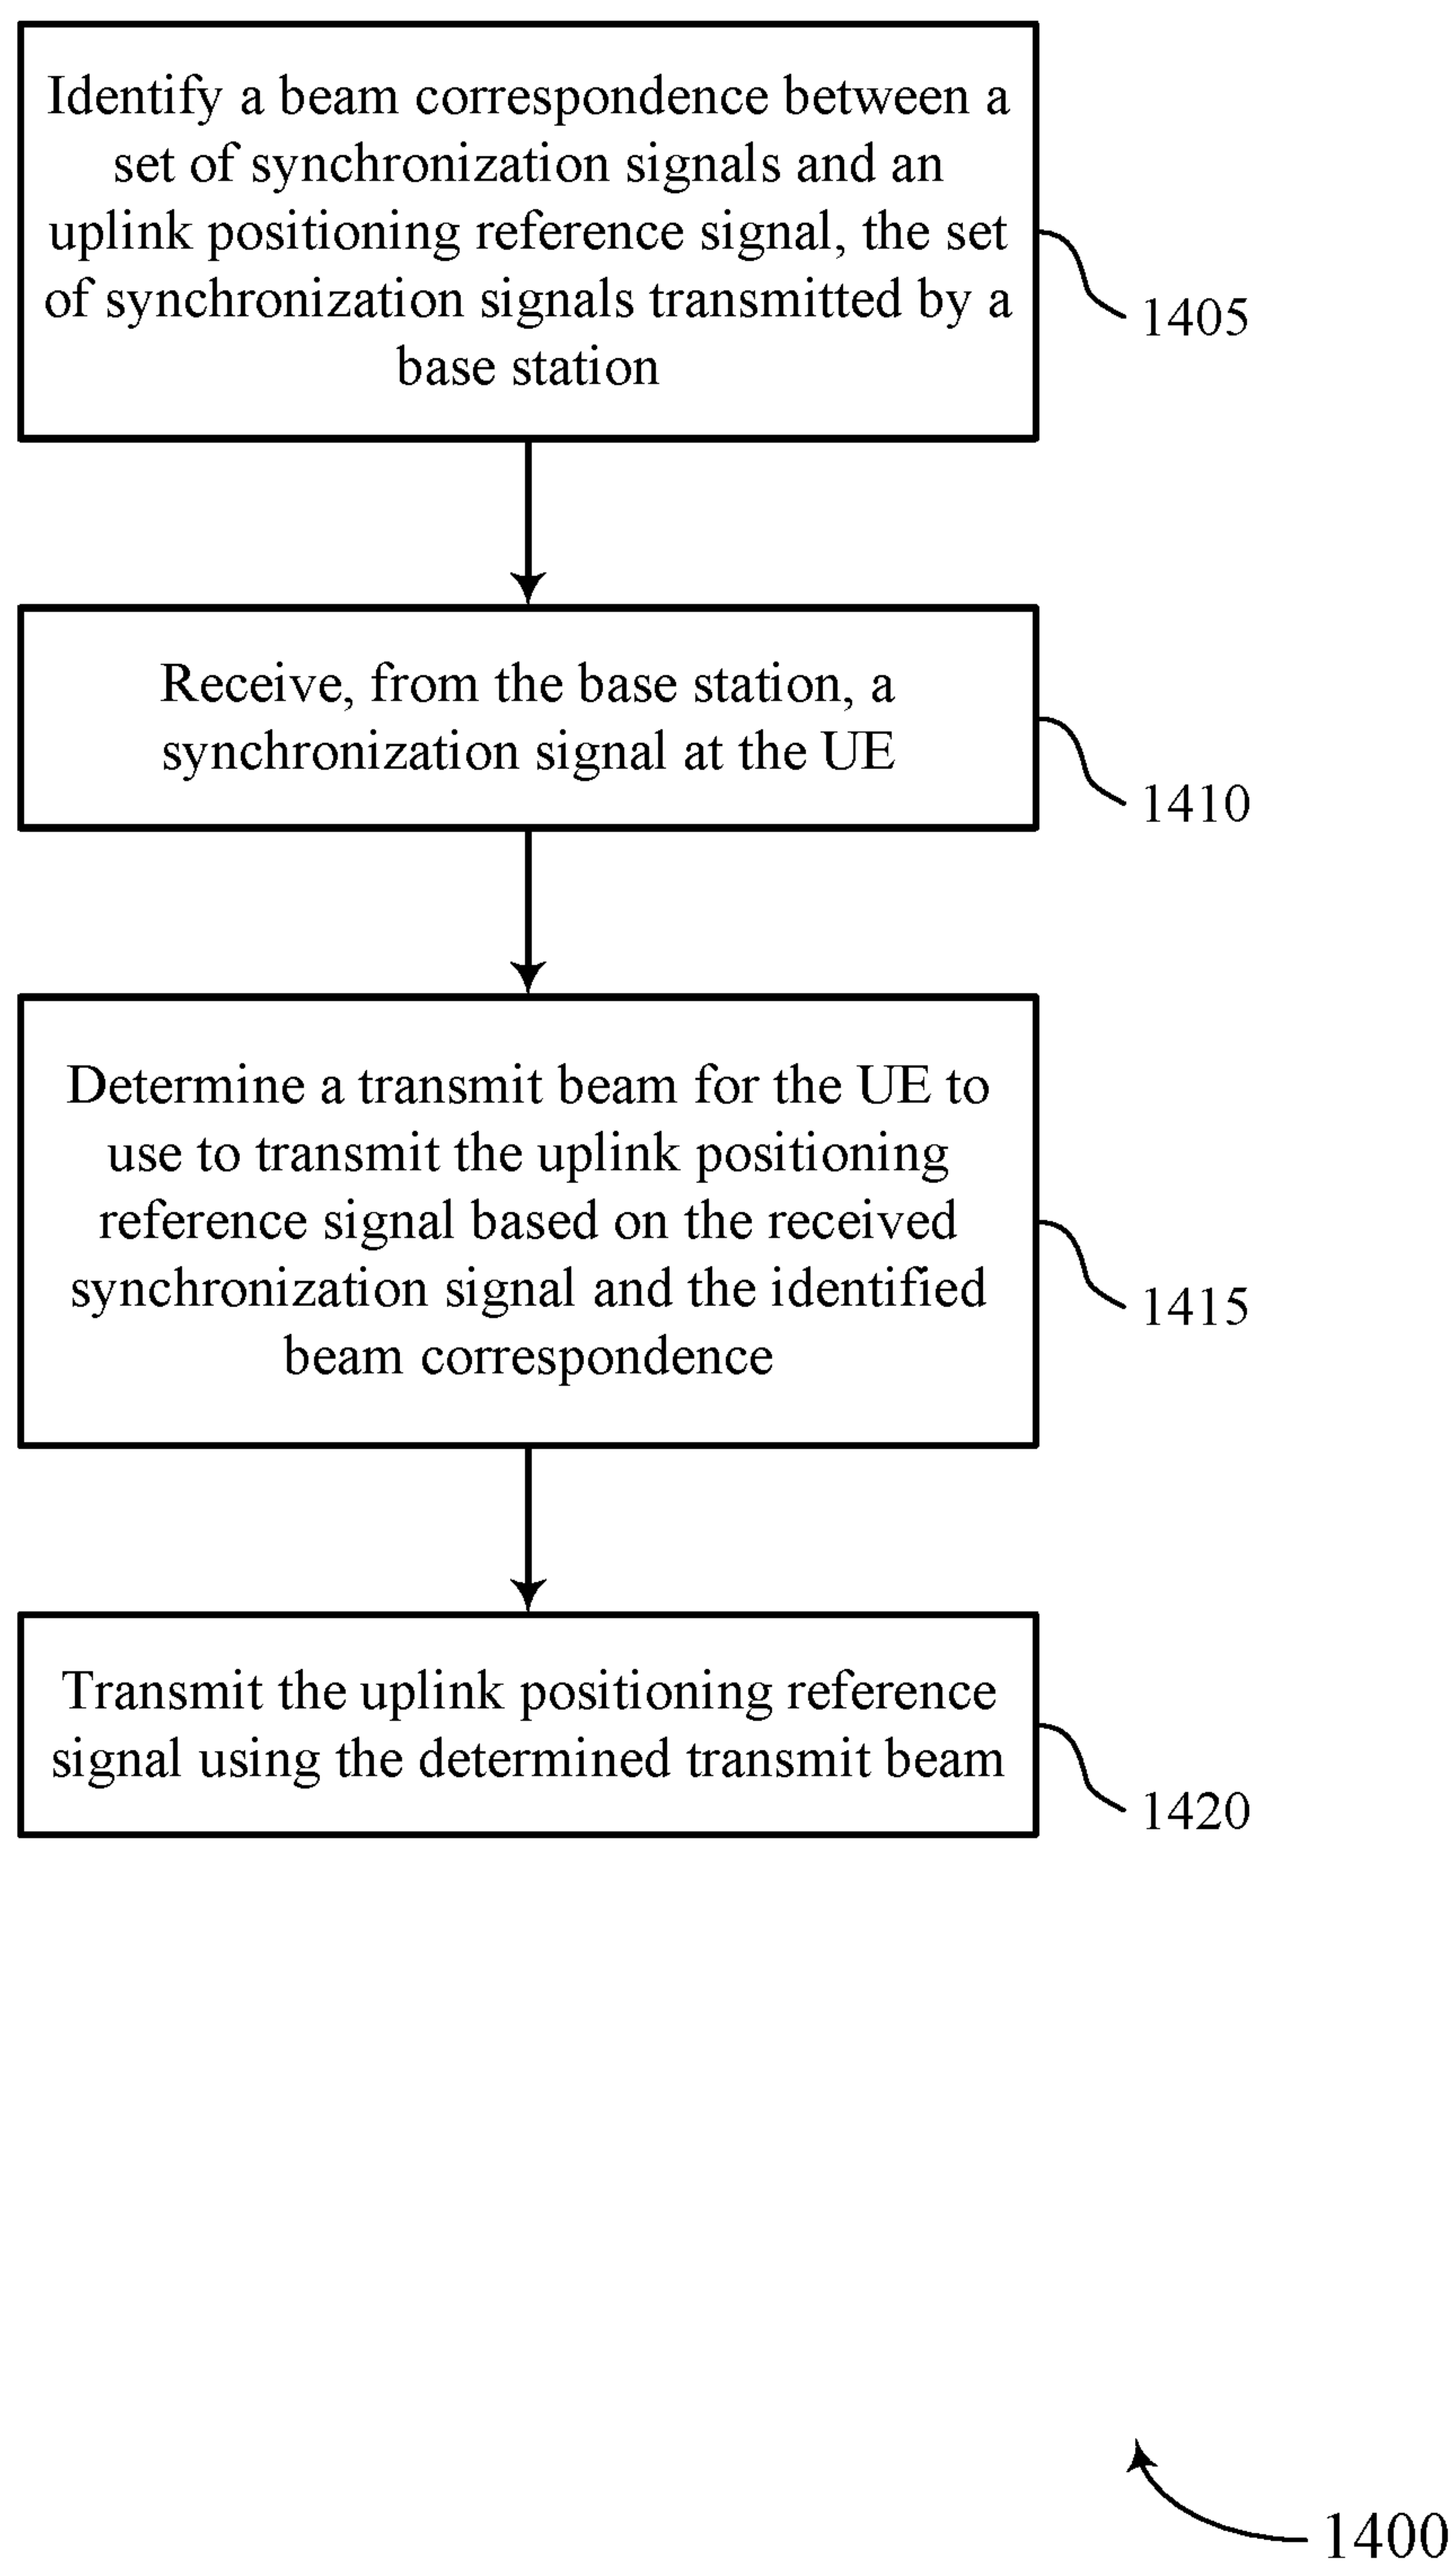 Identify a beam correspondence between a
set of synchronization signals and an
uplink positioning reference signal, the set
of synchronization signals transmitted by a
base station
1405
Receive, from the base station, a
synchronization signal at the UE
1410
Determine a transmit beam for the UE to
use to transmit the uplink positioning
reference signal based on the received
synchronization signal and the identified
beam correspondence
1415
Transmit the uplink positioning reference
signal using the determined transmit beam
1420
1400